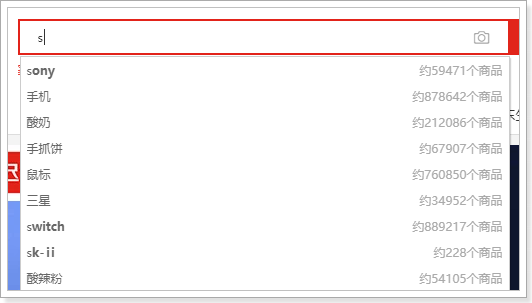 s
sony 约59471个商品
手机 约878642个商品
酸奶 约212086个商品
手抓饼 约67907个商品
鼠标 约760850个商品
三星 约34952个商品
switch 约889217个商品
sk-ii 约228个商品
酸辣粉 约54105个商品